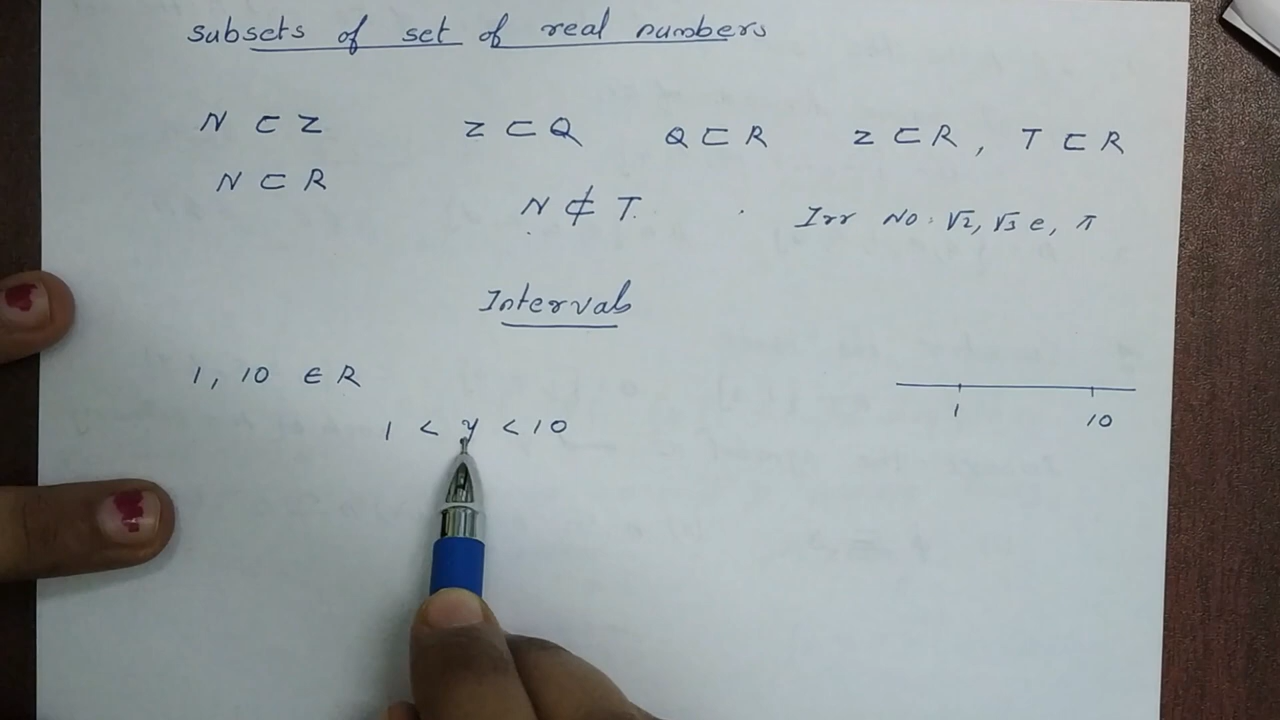 subsets of set of real numbers
N ⊂ Z Z ⊂ Q Q ⊂ R Z ⊂ R, T ⊂ R
N ⊂ R
N ⊄ T. Irr No: √2, √3 e, π
Intervals
1, 10 ∈ R
1 < y < 10
1 10